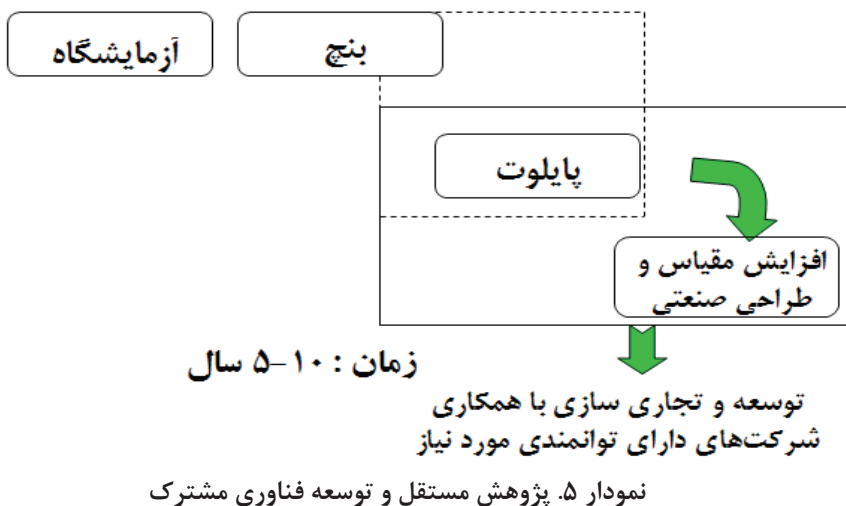 آزمایشگاه
بنچ
پایلوت
افزایش مقیاس و
طراحی صنعتی
زمان : ۱۰-۵ سال
توسعه و تجاری سازی با همکاری
شرکت‌های دارای توانمندی مورد نیاز
نمودار ۵. پژوهش مستقل و توسعه فناوری مشترک